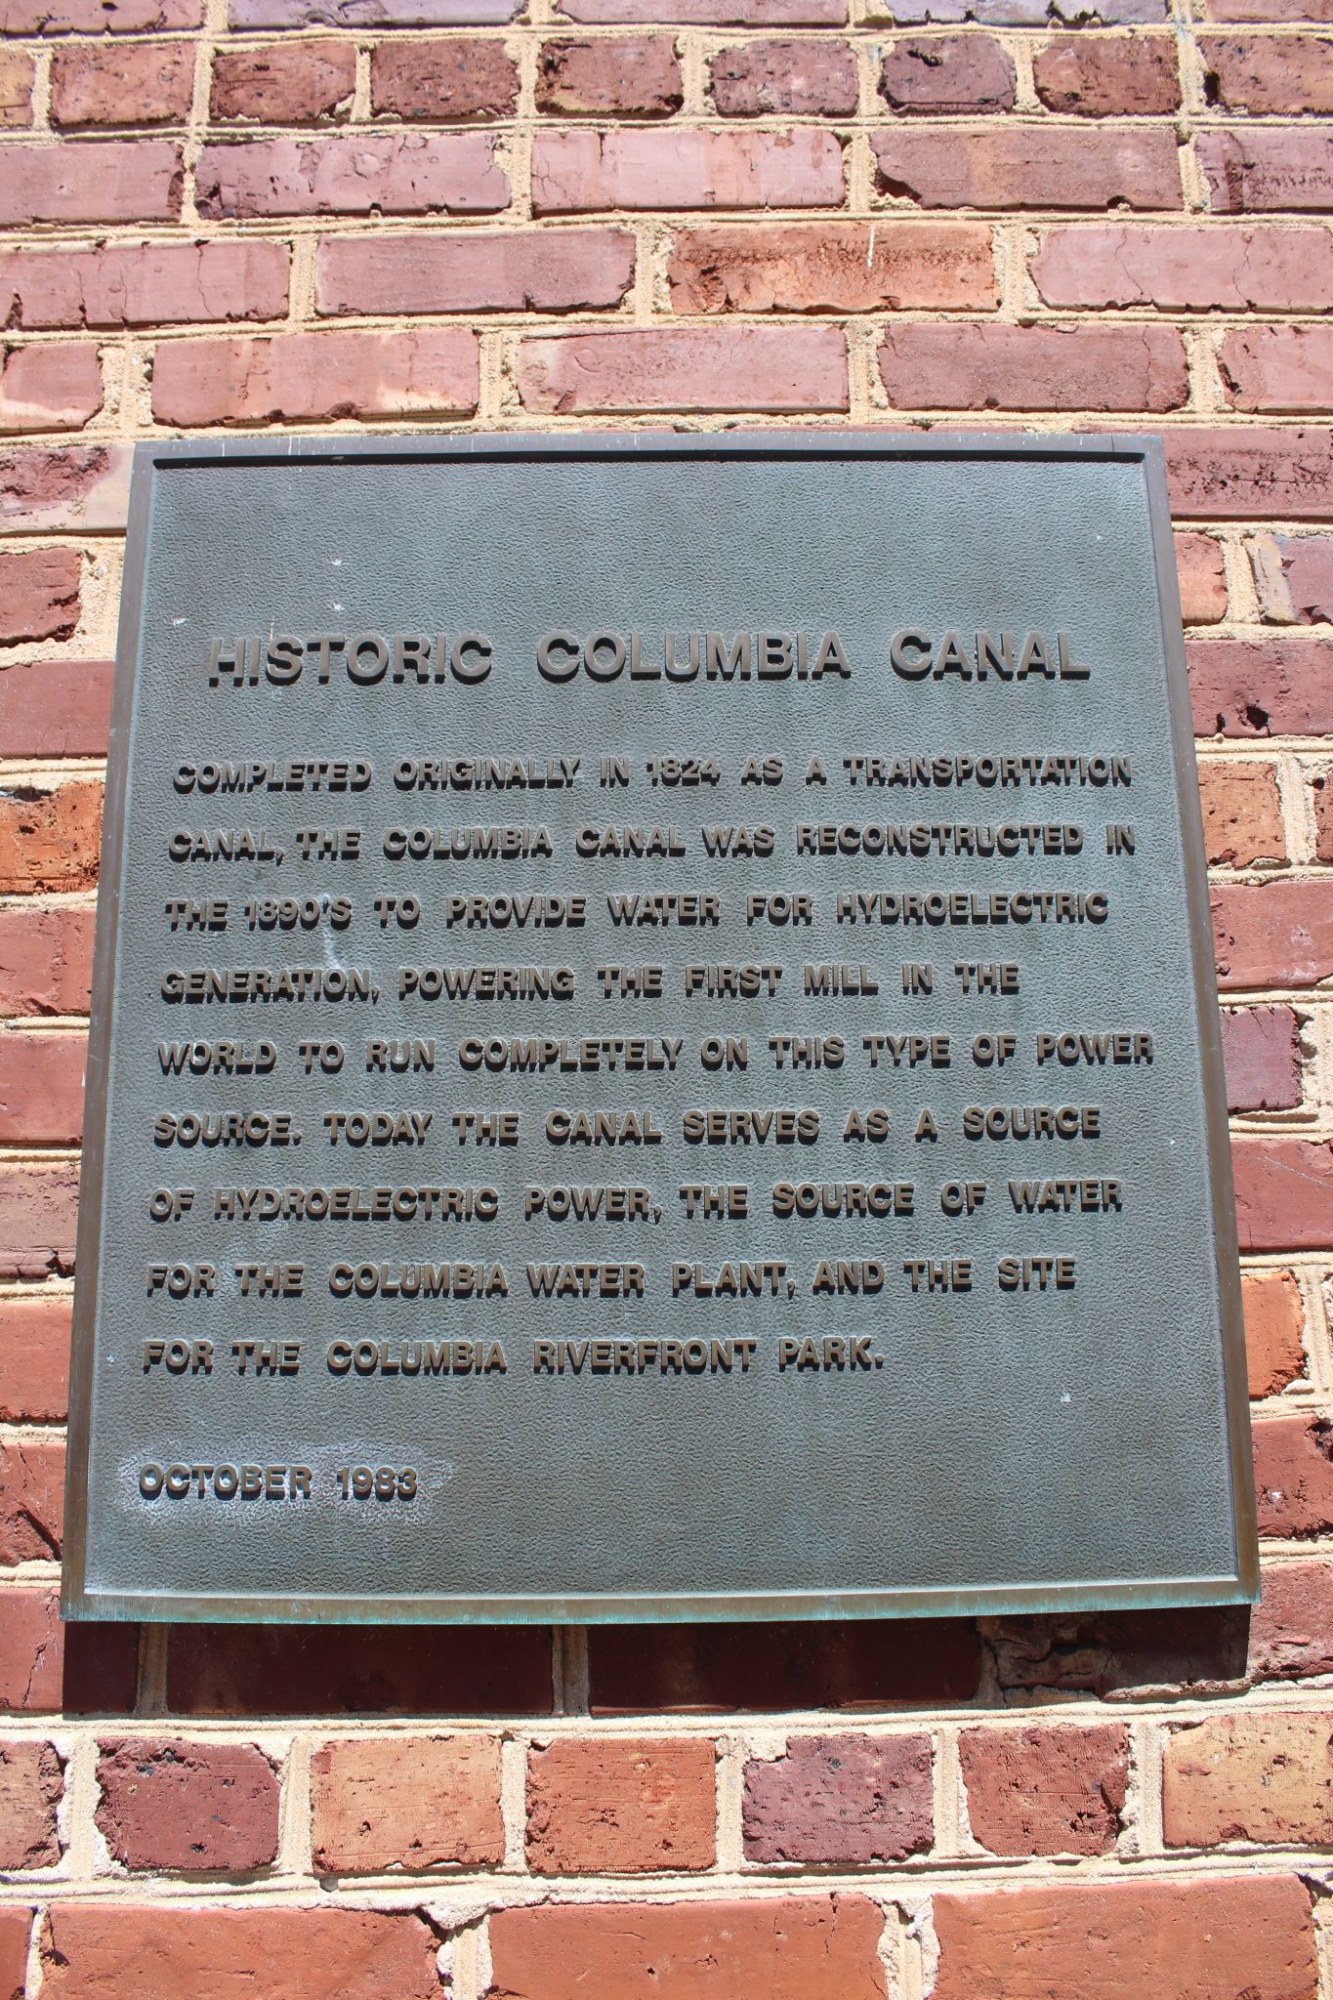 HISTORIC COLUMBIA CANAL
COMPLETED ORIGINALLY IN 1824 AS A TRANSPORTATION
CANAL, THE COLUMBIA CANAL WAS RECONSTRUCTED IN
THE 1890'S TO PROVIDE WATER FOR HYDROELECTRIC
GENERATION, POWERING THE FIRST MILL IN THE
WORLD TO RUN COMPLETELY ON THIS TYPE OF POWER
SOURCE. TODAY THE CANAL SERVES AS A SOURCE
OF HYDROELECTRIC POWER, THE SOURCE OF WATER
FOR THE COLUMBIA WATER PLANT, AND THE SITE
FOR THE COLUMBIA RIVERFRONT PARK.
OCTOBER 1983